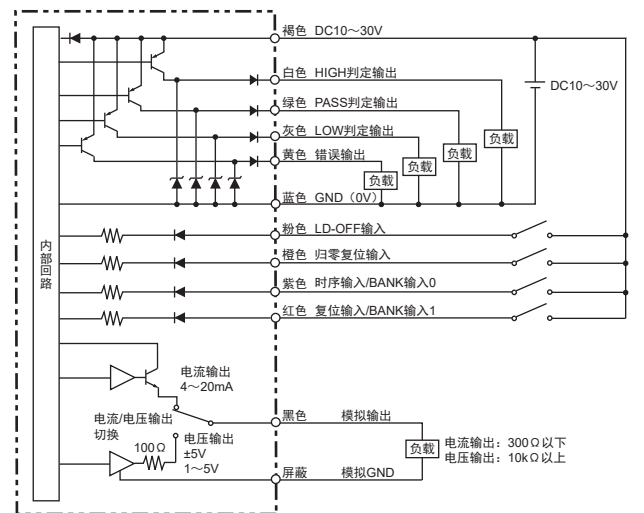 褐色 DC10～30V
白色 HIGH判定输出
DC10～30V
绿色 PASS判定输出
灰色 LOW判定输出
负载
黄色 错误输出
负载
负载
负载
蓝色 GND（0V）
粉色 LD-OFF输入
橙色 归零复位输入
内部回路
紫色 时序输入/BANK输入0
红色 复位输入/BANK输入1
电流输出
4～20mA
电流/电压输出
切换
黑色 模拟输出
100Ω
电压输出
±5V
1～5V
负载
电流输出：300Ω以下
电压输出：10kΩ以上
屏蔽 模拟GND